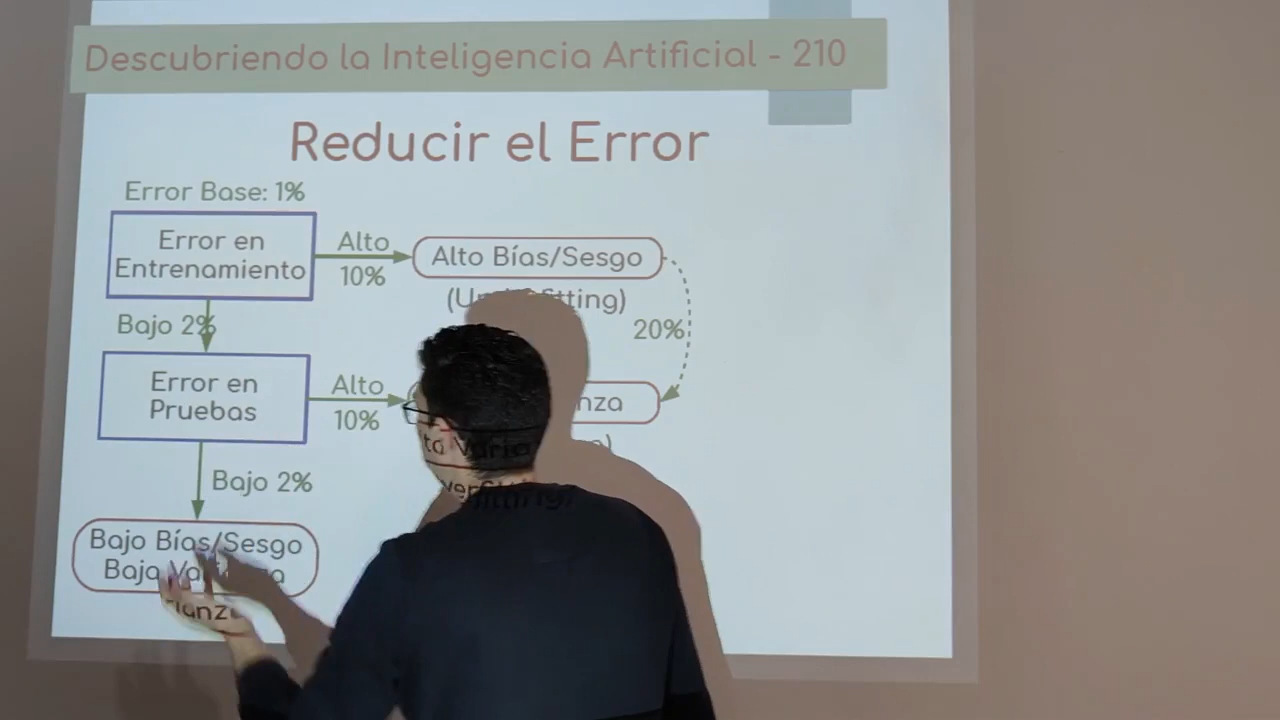 Descubriendo la Inteligencia Artificial - 210
Reducir el Error
Error Base: 1%
Error en
Entrenamiento
Alto
10%
Alto Bías/Sesgo
20%
Bajo 2%
Error en
Pruebas
Alto
10%
Bajo 2%
Bajo Bías/Sesgo
Baja